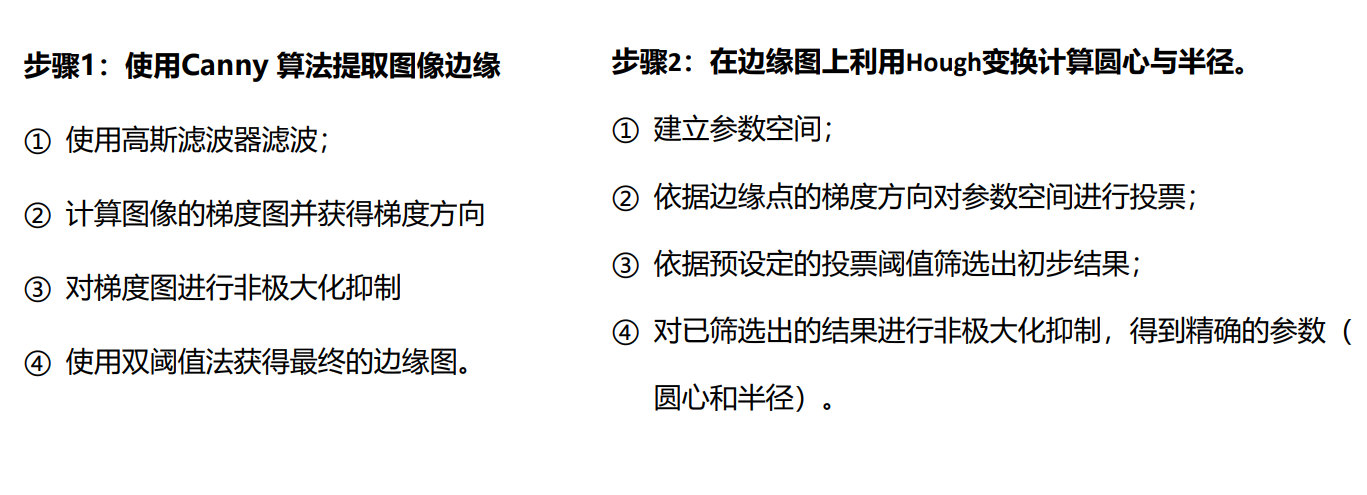 步骤1：使用Canny 算法提取图像边缘
① 使用高斯滤波器滤波；
② 计算图像的梯度图并获得梯度方向
③ 对梯度图进行非极大化抑制
④ 使用双阈值法获得最终的边缘图。
步骤2：在边缘图上利用Hough变换计算圆心与半径。
① 建立参数空间；
② 依据边缘点的梯度方向对参数空间进行投票；
③ 依据预设定的投票阈值筛选出初步结果；
④ 对已筛选出的结果进行非极大化抑制，得到精确的参数（
圆心和半径）。